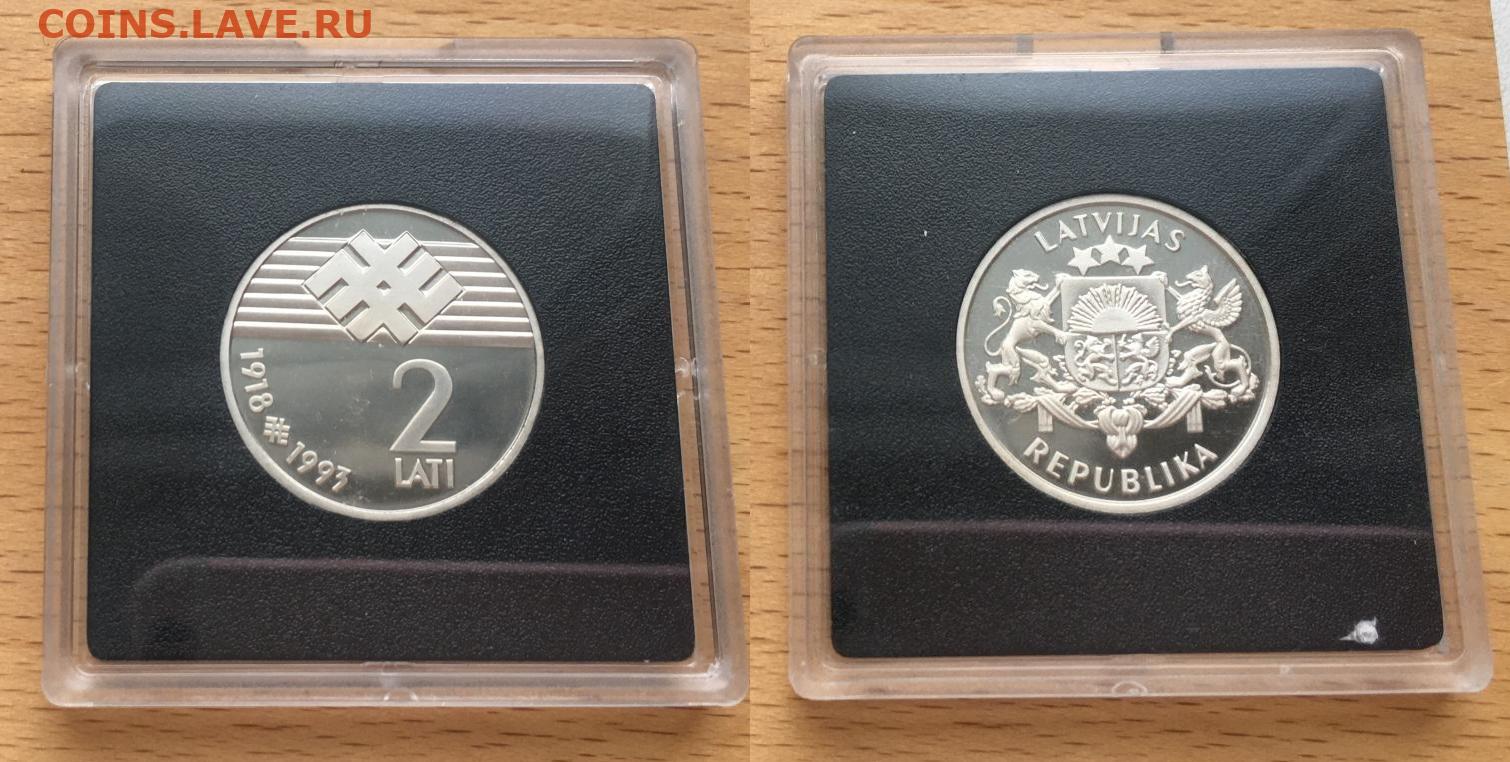 COINS.LAVE.RU
1918 1993
2
LATI
LATVIJAS
REPUBLIKA